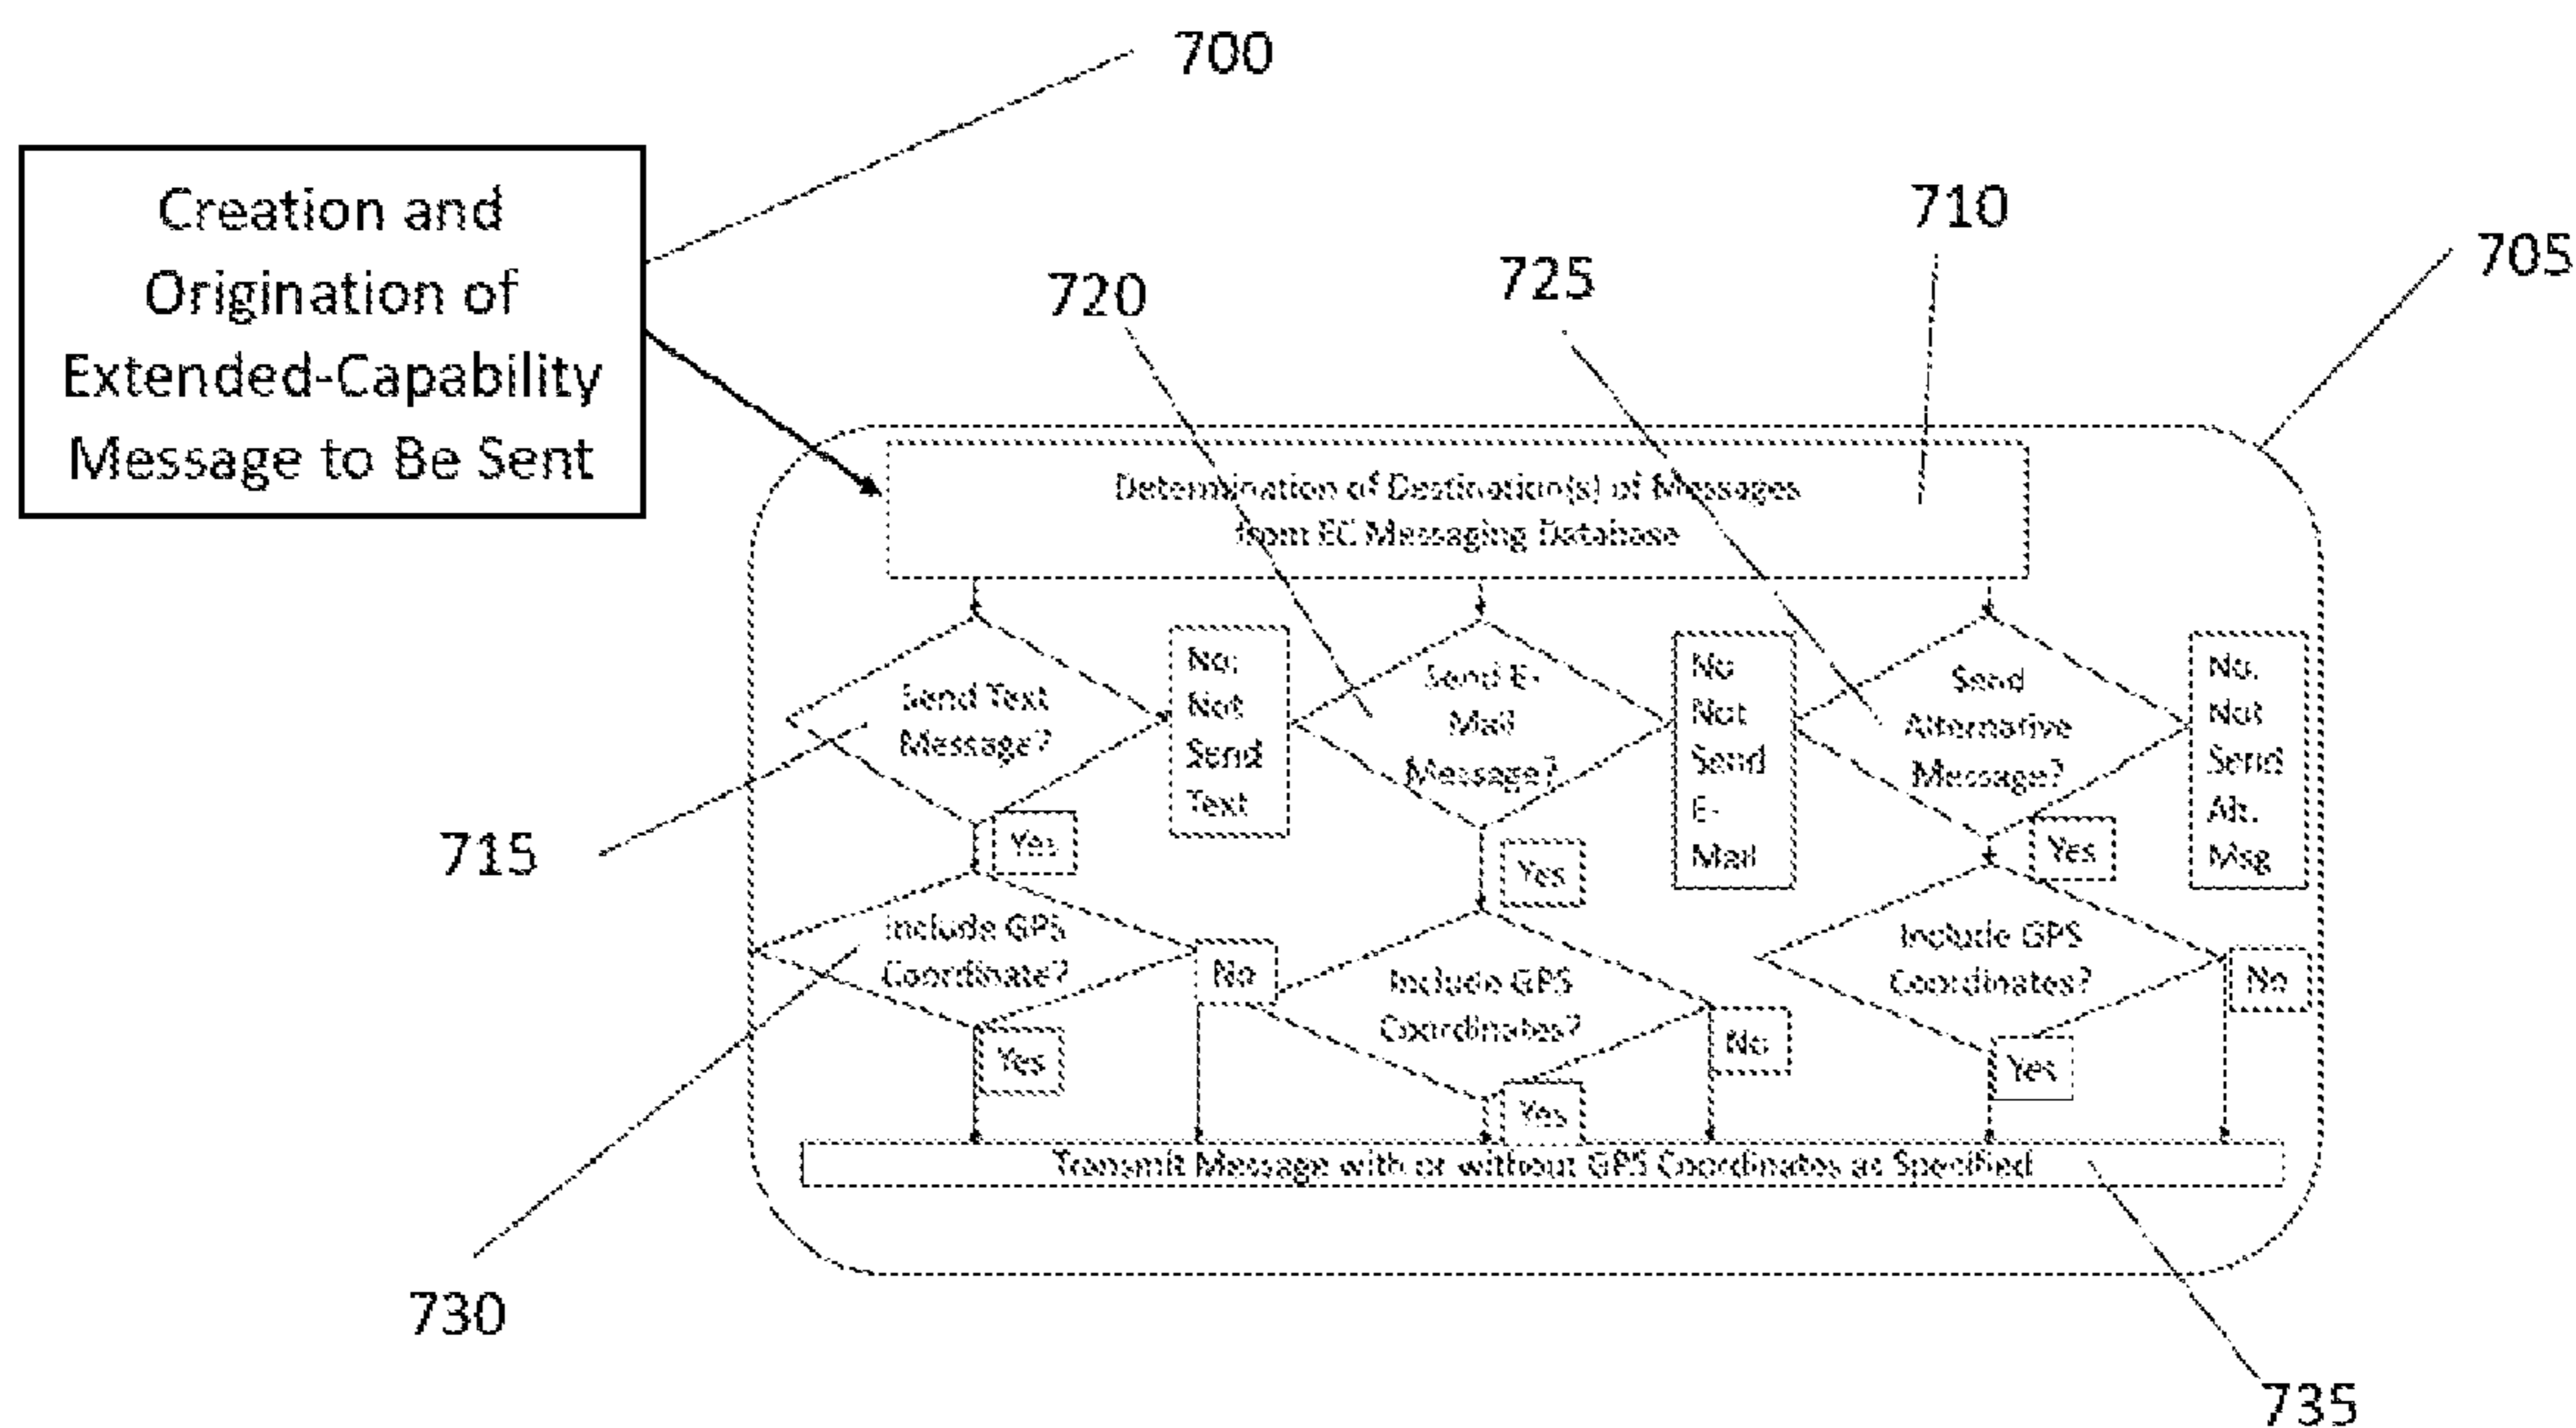 700
Creation and
Origination of
Extended-Capability
Message to Be Sent
710
705
720
725
Determination of Destination(s) of Messages
from EC Messaging Database
Send Text
Message?
No:
Not
Send
Text
Send E-
Mail
Message?
No
Not
Send
E-
Mail
Send
Alternative
Message?
No.
Not
Send
Alt.
Msg
715
Yes
Yes
Yes
Include GPS
Coordinate?
No
Include GPS
Coordinates?
No
Include GPS
Coordinates?
No
Yes
Yes
Yes
Transmit Message with or without GPS Coordinates as Specified
730
735